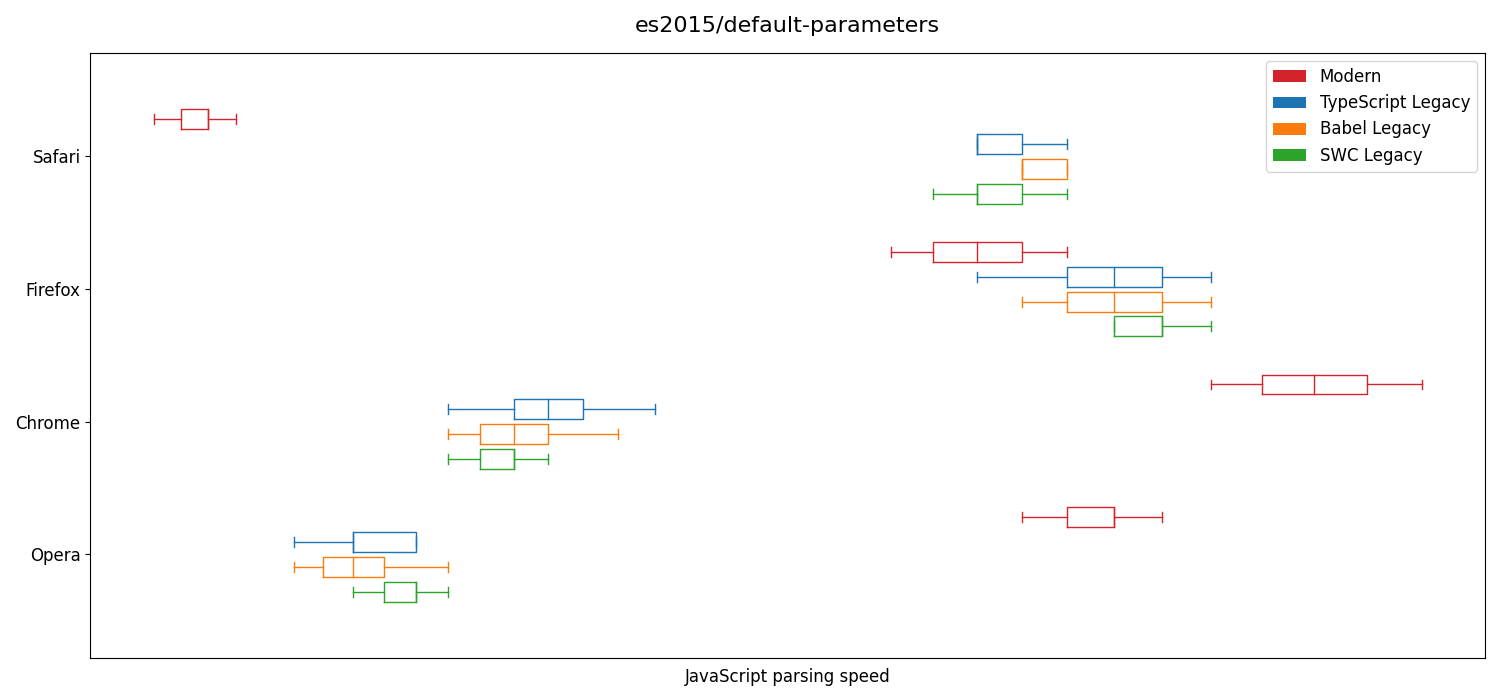 es2015/default-parameters
Modern
TypeScript Legacy
Babel Legacy
SWC Legacy
Safari
Firefox
Chrome
Opera
JavaScript parsing speed